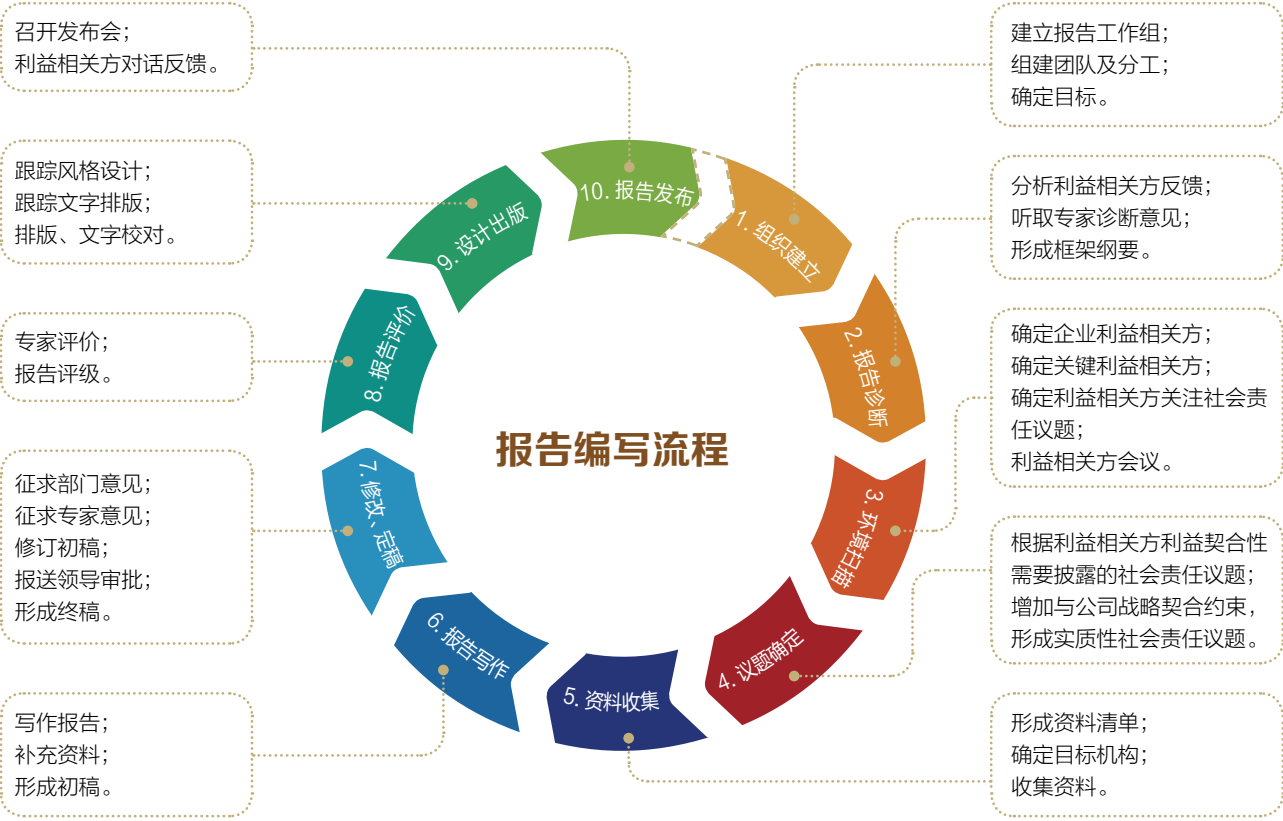 报告编写流程
1. 组织建立
建立报告工作组；
组建团队及分工；
确定目标。
2. 报告诊断
分析利益相关方反馈；
听取专家诊断意见；
形成框架纲要。
3. 环境扫描
确定企业利益相关方；
确定关键利益相关方；
确定利益相关方关注社会责
任议题；
利益相关方会议。
4. 议题确定
根据利益相关方利益契合性
需要披露的社会责任议题；
增加与公司战略契合约束，
形成实质性社会责任议题。
5. 资料收集
形成资料清单；
确定目标机构；
收集资料。
6. 报告写作
写作报告；
补充资料；
形成初稿。
7. 修改、定稿
征求部门意见；
征求专家意见；
修订初稿；
报送领导审批；
形成终稿。
8. 报告评价
专家评价；
报告评级。
9. 设计出版
跟踪风格设计；
跟踪文字排版；
排版、文字校对。
10. 报告发布
召开发布会；
利益相关方对话反馈。